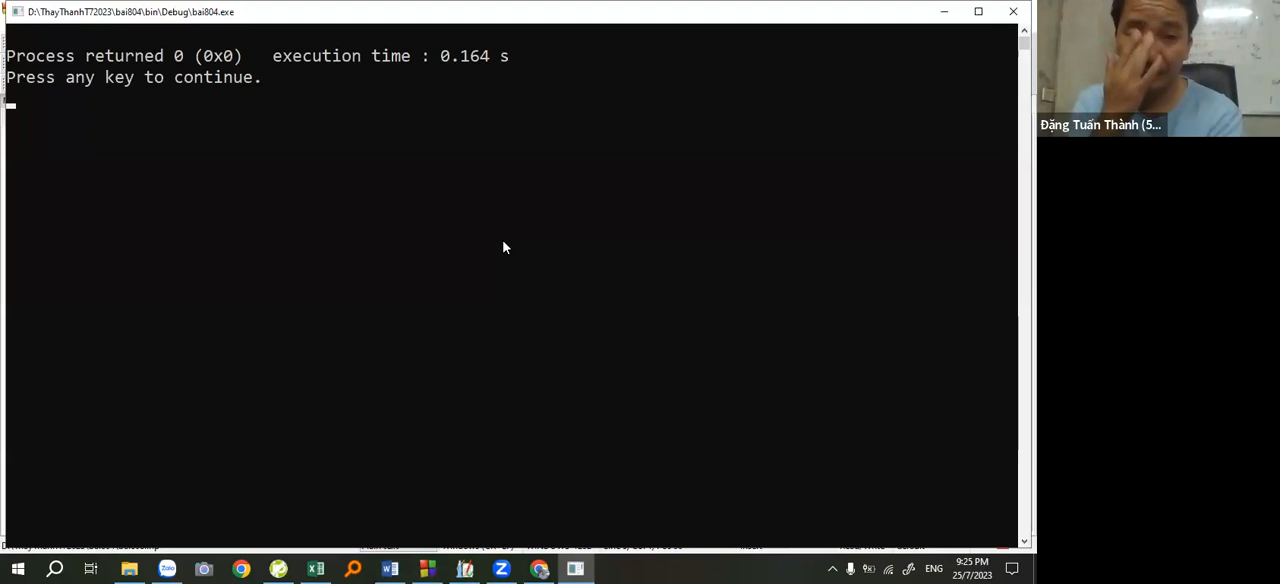 D:\ThayThanhT72023\bai804\bin\Debug\bai804.exe
Process returned 0 (0x0)   execution time : 0.164 s
Press any key to continue.
Đặng Tuấn Thành (5...
Zalo
ENG
9:25 PM
25/7/2023